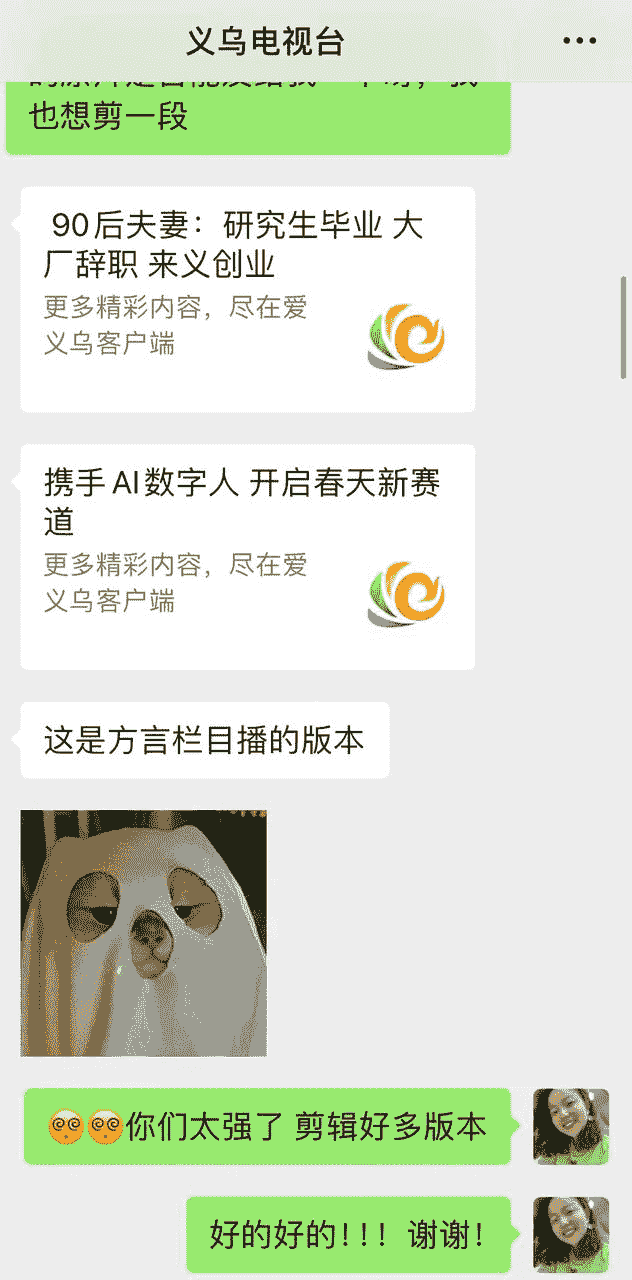 义乌电视台
也想剪一段
90后夫妻：研究生毕业 大
厂辞职 来义创业
更多精彩内容，尽在爱
义乌客户端
携手AI数字人 开启春天新赛
道
更多精彩内容，尽在爱
义乌客户端
这是方言栏目播的版本
你们太强了 剪辑好多版本
好的好的！！！谢谢！